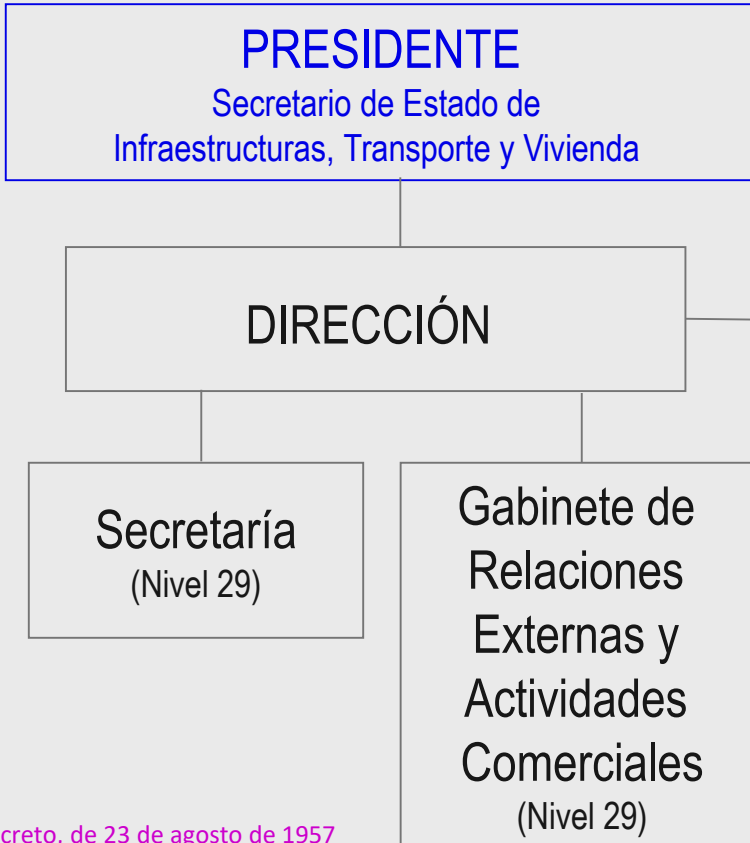 PRESIDENTE
Secretario de Estado de
Infraestructuras, Transporte y Vivienda
DIRECCIÓN
Secretaría
(Nivel 29)
Gabinete de
Relaciones
Externas y
Actividades
Comerciales
(Nivel 29)
creto, de 23 de agosto de 1957